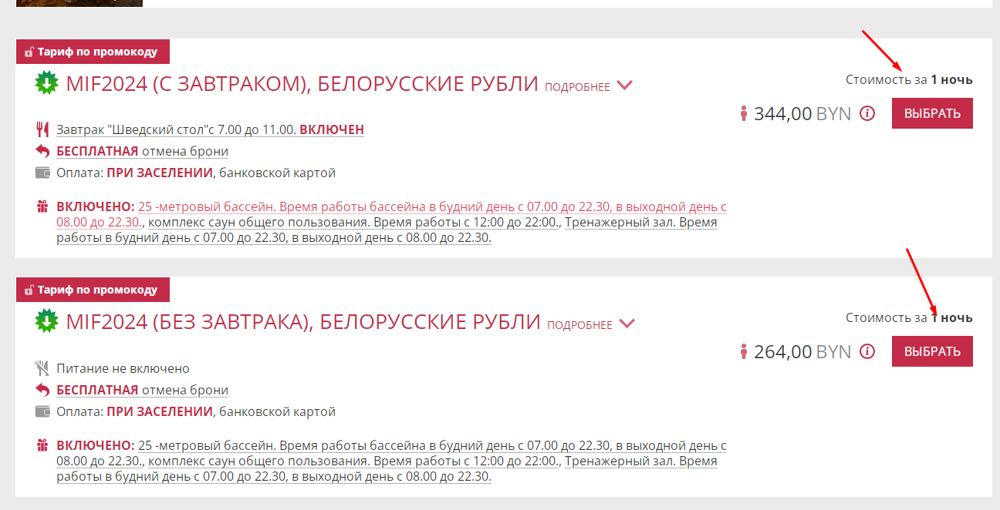 Тариф по промокоду
MIF2024 (С ЗАВТРАКОМ), БЕЛОРУССКИЕ РУБЛИ ПОДРОБНЕЕ
Стоимость за 1 ночь
344,00 BYN
ВЫБРАТЬ
Завтрак "Шведский стол"с 7.00 до 11.00. ВКЛЮЧЕН
БЕСПЛАТНАЯ отмена брони
Оплата: ПРИ ЗАСЕЛЕНИИ, банковской картой
ВКЛЮЧЕНО: 25 -метровый бассейн. Время работы бассейна в будний день с 07.00 до 22.30, в выходной день с
08.00 до 22.30., комплекс саун общего пользования. Время работы с 12:00 до 22:00., Тренажерный зал. Время
работы в будний день с 07.00 до 22.30, в выходной день с 08.00 до 22.30.
Тариф по промокоду
MIF2024 (БЕЗ ЗАВТРАКА), БЕЛОРУССКИЕ РУБЛИ ПОДРОБНЕЕ
Стоимость за 1 ночь
264,00 BYN
ВЫБРАТЬ
Питание не включено
БЕСПЛАТНАЯ отмена брони
Оплата: ПРИ ЗАСЕЛЕНИИ, банковской картой
ВКЛЮЧЕНО: 25 -метровый бассейн. Время работы бассейна в будний день с 07.00 до 22.30, в выходной день с
08.00 до 22.30., комплекс саун общего пользования. Время работы с 12:00 до 22:00., Тренажерный зал. Время
работы в будний день с 07.00 до 22.30, в выходной день с 08.00 до 22.30.